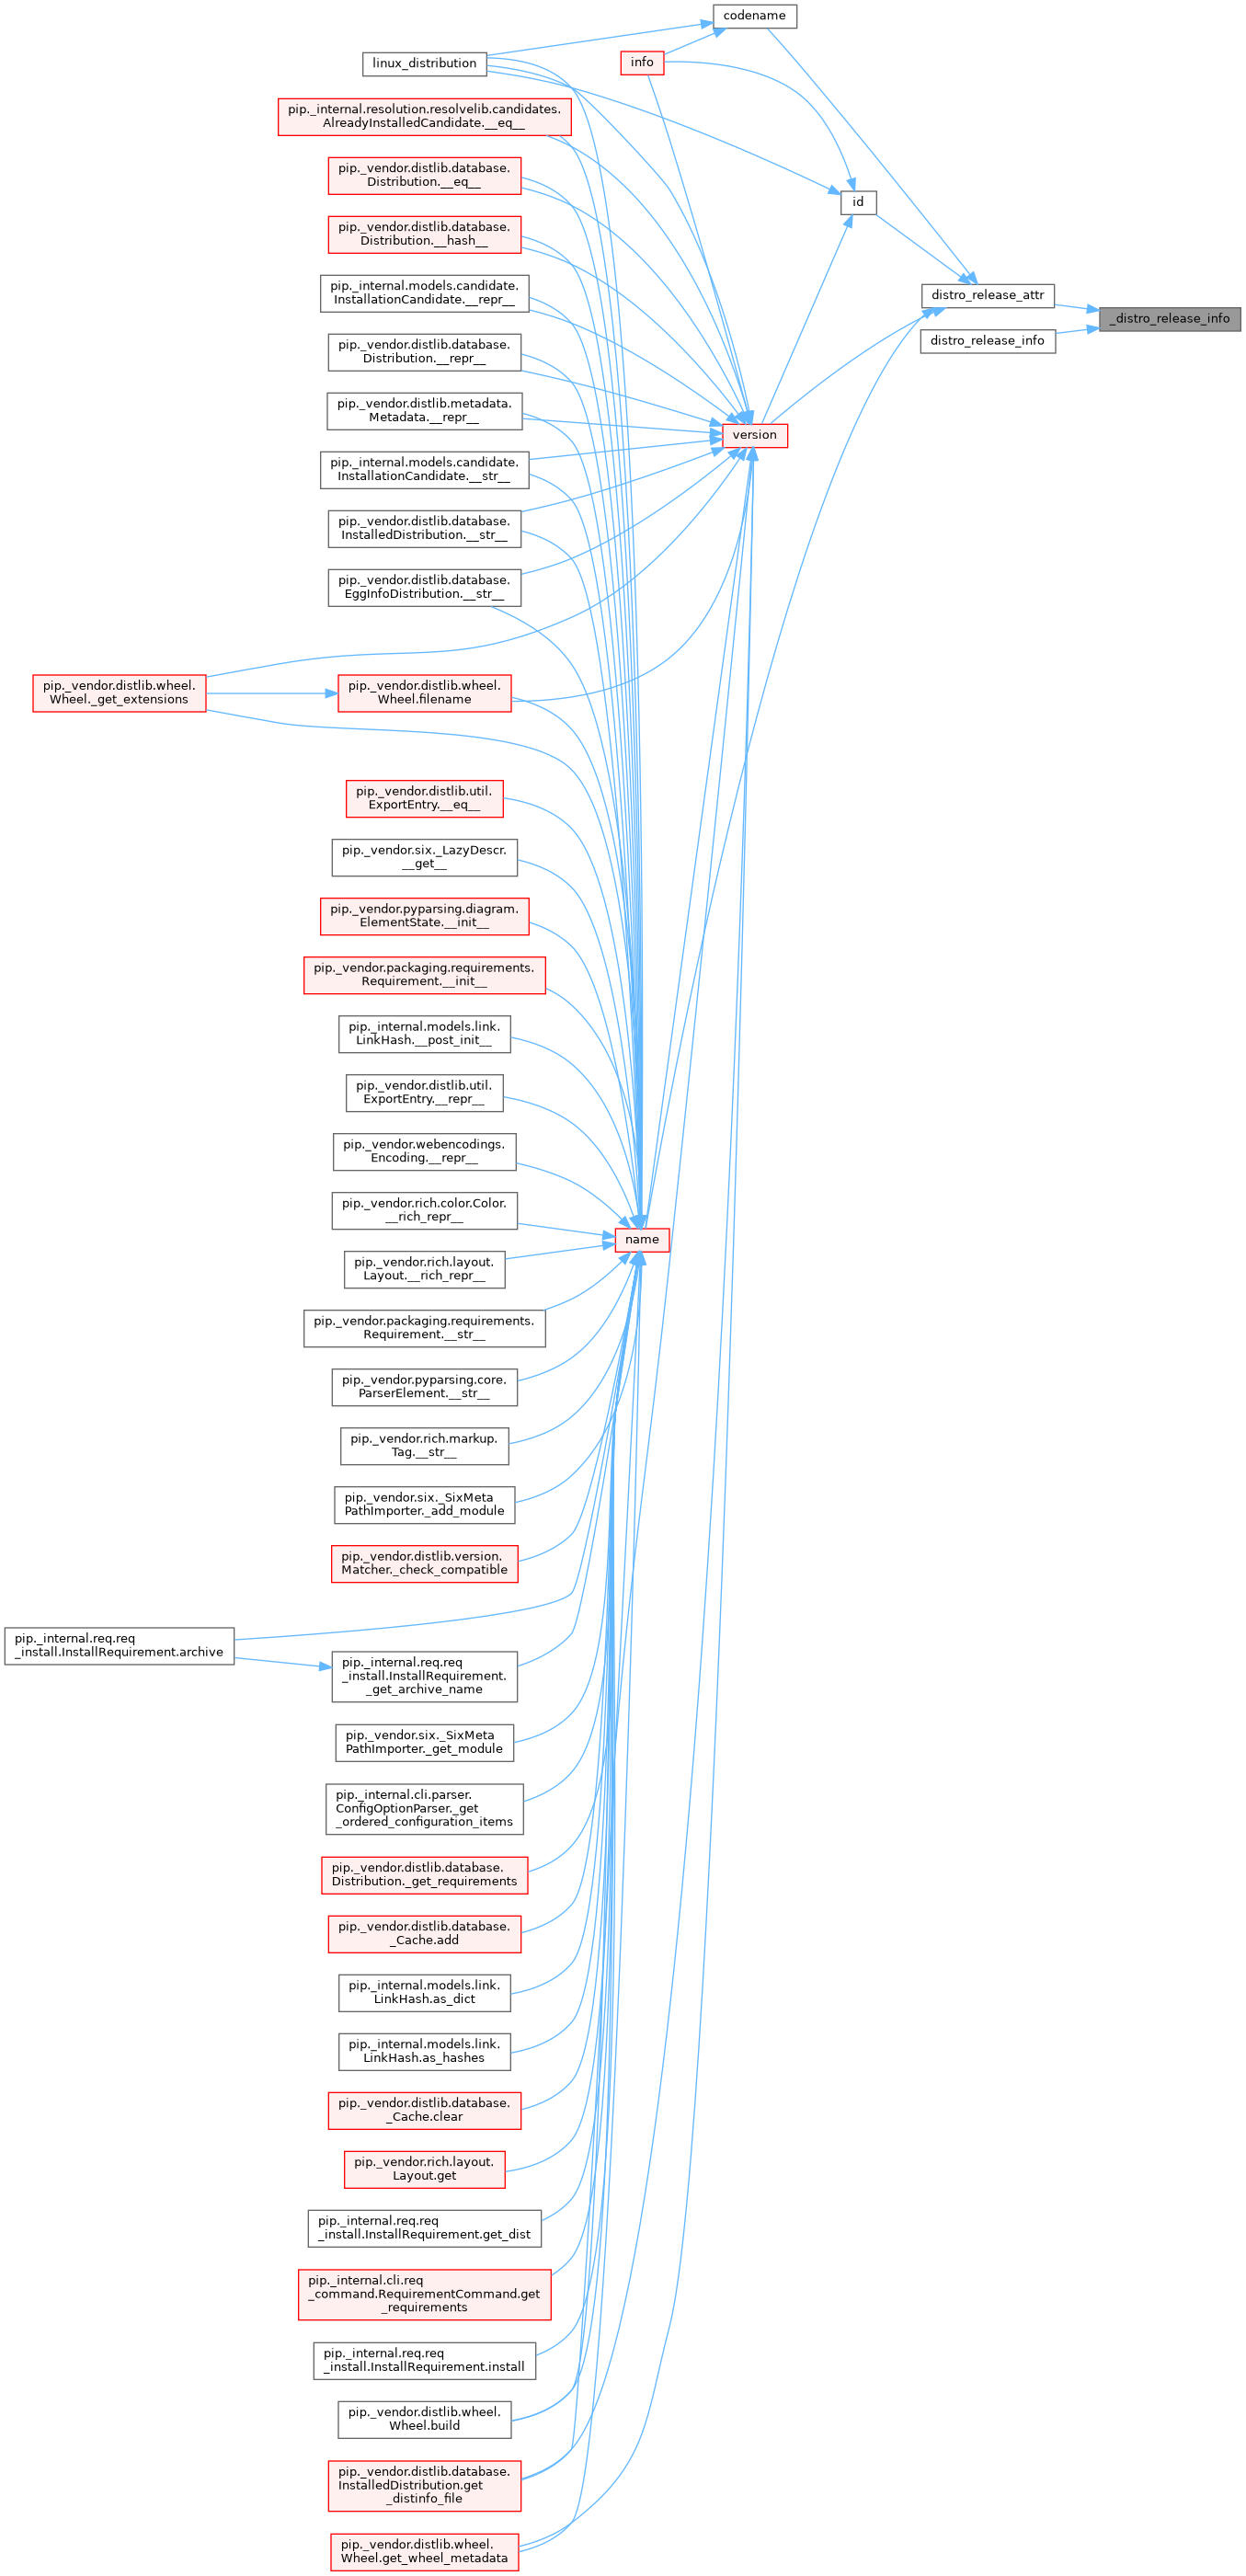 codename
linux_distribution
info
pip._internal.resolution.resolvelib.candidates.
AlreadyInstalledCandidate.__eq__
pip._vendor.distlib.database.
Distribution.__eq__
id
pip._vendor.distlib.database.
Distribution.__hash__
pip._internal.models.candidate.
InstallationCandidate.__repr__
distro_release_attr
_distro_release_info
distro_release_info
pip._vendor.distlib.database.
Distribution.__repr__
pip._vendor.distlib.metadata.
Metadata.__repr__
version
pip._internal.models.candidate.
InstallationCandidate.__str__
pip._vendor.distlib.database.
InstalledDistribution.__str__
pip._vendor.distlib.database.
EggInfoDistribution.__str__
pip._vendor.distlib.wheel.
Wheel._get_extensions
pip._vendor.distlib.wheel.
Wheel.filename
pip._vendor.distlib.util.
ExportEntry.__eq__
pip._vendor.six._LazyDescr.
__get__
pip._vendor.pyparsing.diagram.
ElementState.__init__
pip._vendor.packaging.requirements.
Requirement.__init__
pip._internal.models.link.
LinkHash.__post_init__
pip._vendor.distlib.util.
ExportEntry.__repr__
pip._vendor.webencodings.
Encoding.__repr__
pip._vendor.rich.color.Color.
__rich_repr__
name
pip._vendor.rich.layout.
Layout.__rich_repr__
pip._vendor.packaging.requirements.
Requirement.__str__
pip._vendor.pyparsing.core.
ParserElement.__str__
pip._vendor.rich.markup.
Tag.__str__
pip._vendor.six._SixMeta
PathImporter._add_module
pip._vendor.distlib.version.
Matcher._check_compatible
pip._internal.req.req
_install.InstallRequirement.archive
pip._internal.req.req
_install.InstallRequirement.
_get_archive_name
pip._vendor.six._SixMeta
PathImporter._get_module
pip._internal.cli.parser.
ConfigOptionParser._get
_ordered_configuration_items
pip._vendor.distlib.database.
Distribution._get_requirements
pip._vendor.distlib.database.
_Cache.add
pip._internal.models.link.
LinkHash.as_dict
pip._internal.models.link.
LinkHash.as_hashes
pip._vendor.distlib.database.
_Cache.clear
pip._vendor.rich.layout.
Layout.get
pip._internal.req.req
_install.InstallRequirement.get_dist
pip._internal.cli.req
_command.RequirementCommand.get
_requirements
pip._internal.req.req
_install.InstallRequirement.install
pip._vendor.distlib.wheel.
Wheel.build
pip._vendor.distlib.database.
InstalledDistribution.get
_distinfo_file
pip._vendor.distlib.wheel.
Wheel.get_wheel_metadata